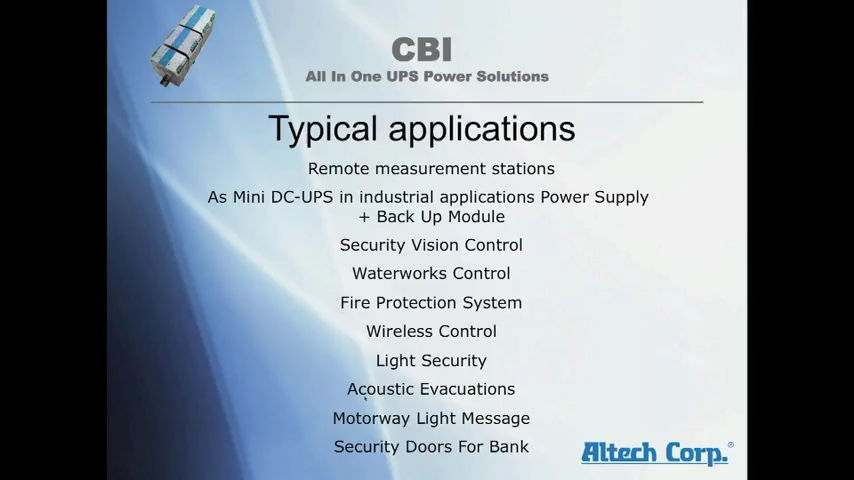 CBI
All In One UPS Power Solutions
Typical applications
Remote measurement stations
As Mini DC-UPS in industrial applications Power Supply
+ Back Up Module
Security Vision Control
Waterworks Control
Fire Protection System
Wireless Control
Light Security
Acoustic Evacuations
Motorway Light Message
Security Doors For Bank
Altech Corp.®